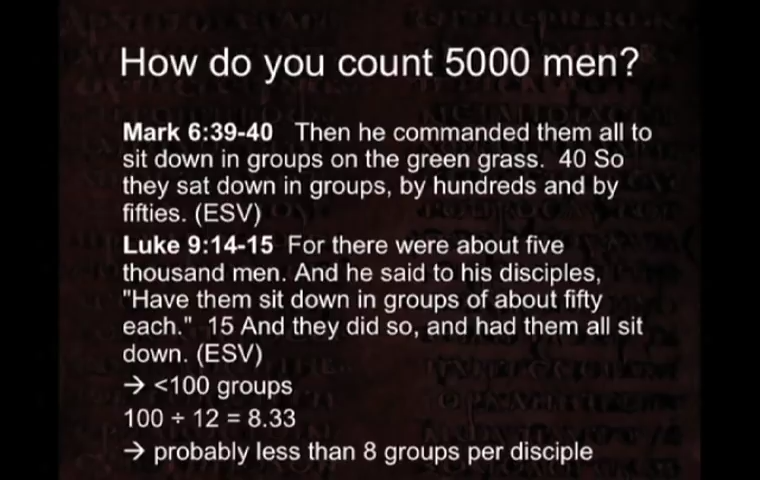 How do you count 5000 men?
Mark 6:39-40 Then he commanded them all to
sit down in groups on the green grass. 40 So
they sat down in groups, by hundreds and by
fifties. (ESV)
Luke 9:14-15 For there were about five
thousand men. And he said to his disciples,
"Have them sit down in groups of about fifty
each." 15 And they did so, and had them all sit
down. (ESV)
→ <100 groups
100 ÷ 12 = 8.33
→ probably less than 8 groups per disciple